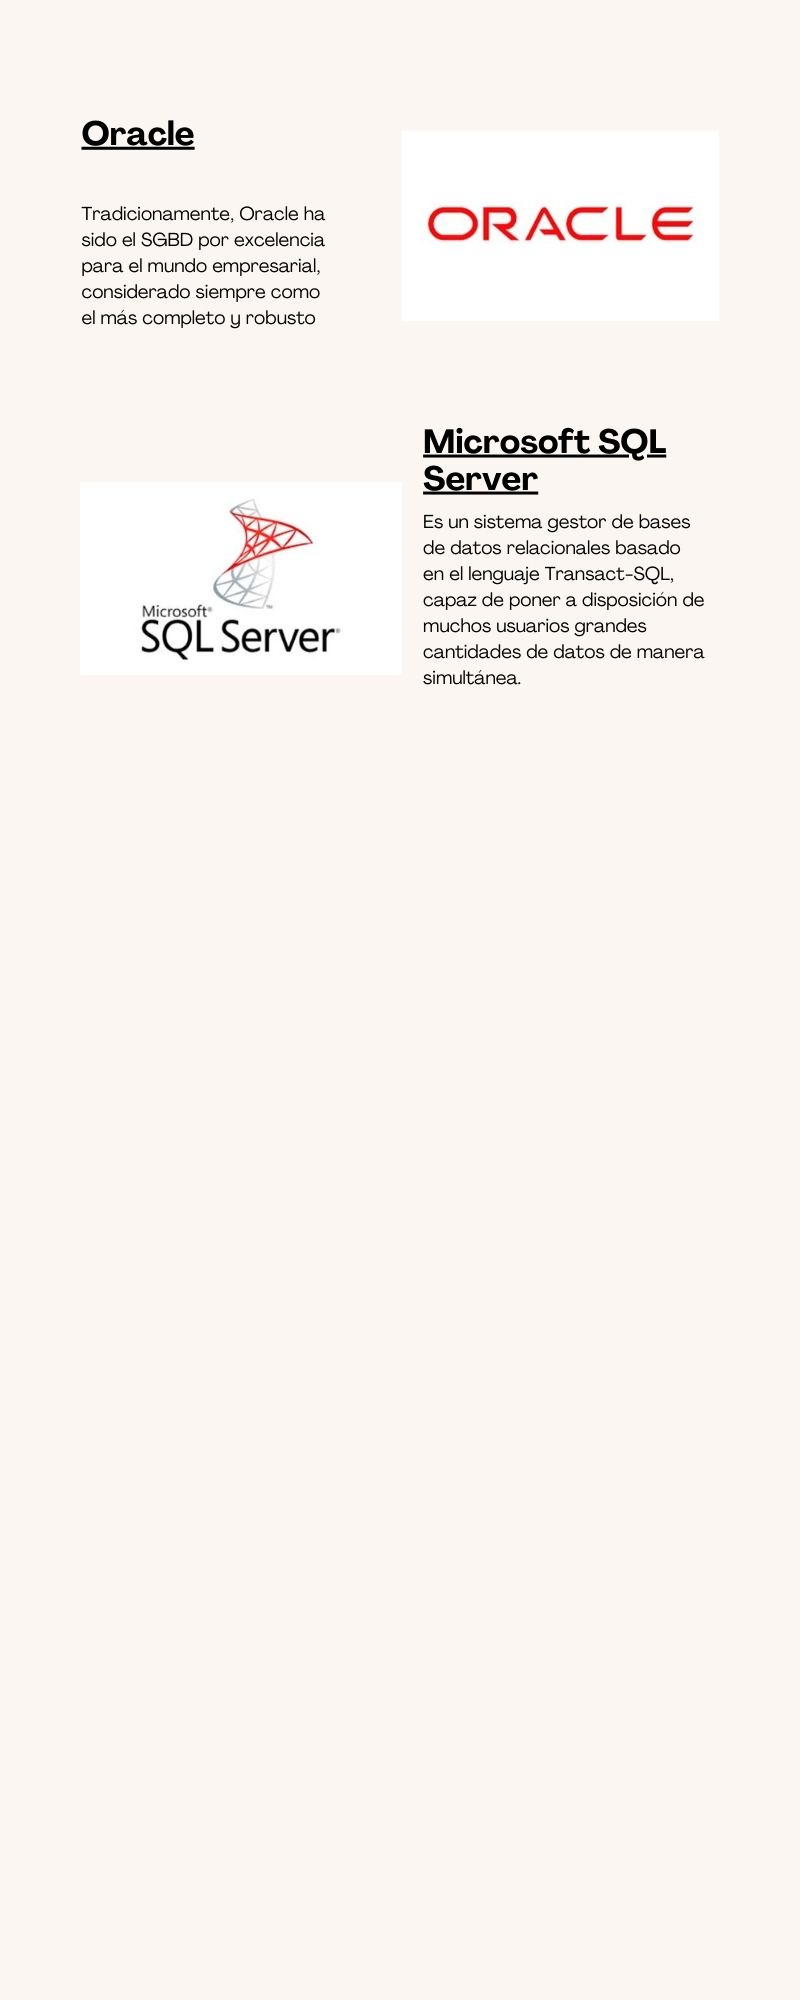 Oracle
Tradicionamente, Oracle ha
sido el SGBD por excelencia
para el mundo empresarial,
considerado siempre como
el más completo y robusto
ORACLE
Microsoft SQL
Server
Es un sistema gestor de bases
de datos relacionales basado
en el lenguaje Transact-SQL,
capaz de poner a disposición de
muchos usuarios grandes
cantidades de datos de manera
simultánea.
Microsoft®
SQL Server®